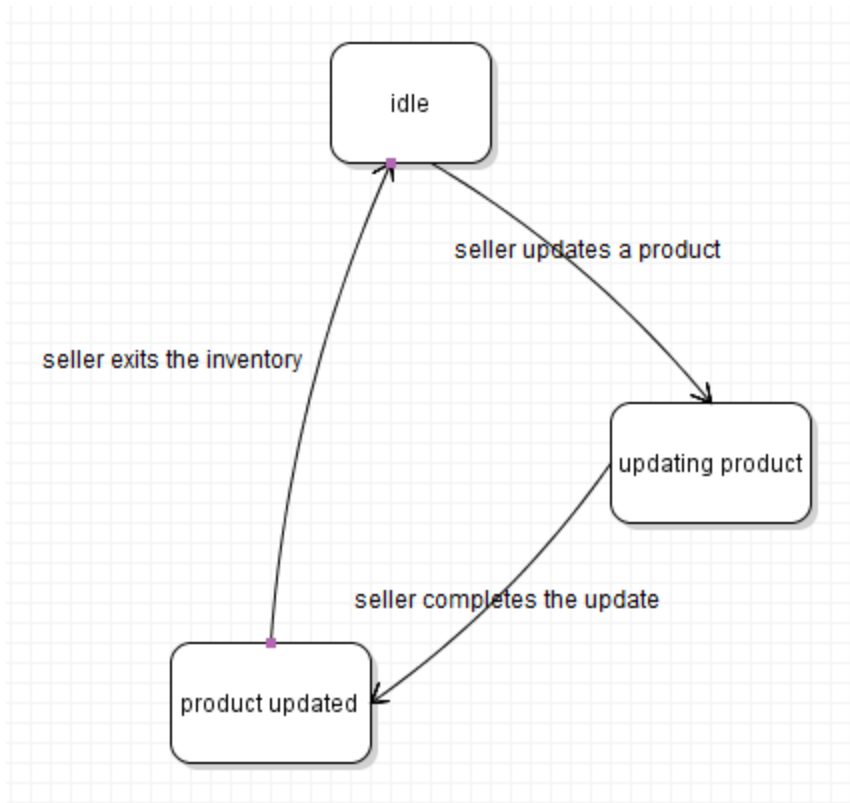 idle
seller updates a product
seller exits the inventory
updating product
seller completes the update
product updated